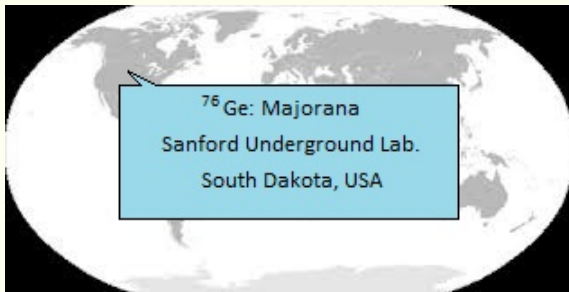 ⁷⁶Ge: Majorana
Sanford Underground Lab.
South Dakota, USA